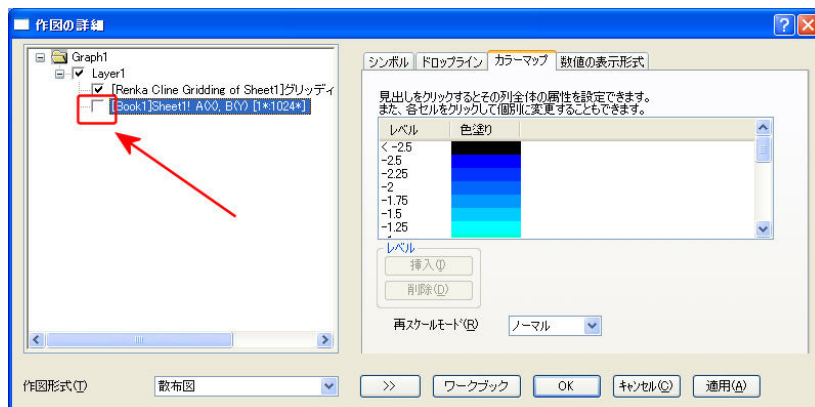 作図の詳細
Graph1
Layer1
[Renka Cline Gridding of Sheet1]グリッディ
[Book1]Sheet1! A(X), B(Y) [1*:1024*]
シンボル ドロップライン カラーマップ 数値の表示形式
見出しをクリックするとその列全体の属性を設定できます。
また、各セルをクリックして個別に変更することもできます。
レベル 色塗り
< -2.5
-2.5
-2.25
-2
-1.75
-1.5
-1.25
レベル
挿入(I)
削除(D)
再スケールモード(R) ノーマル
作図形式(T) 散布図 >> ワークブック OK キャンセル(C) 適用(A)